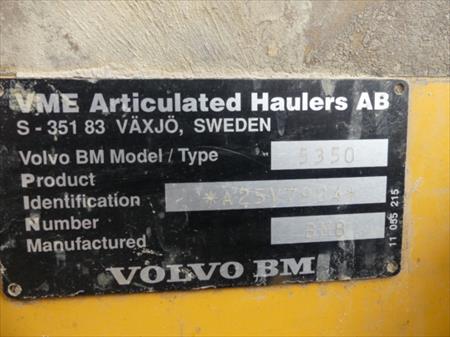 VME Articulated Haulers AB
S - 351 83 VÄXJÖ, SWEDEN
Volvo BM Model / Type 5350
Product
Identification
Number
Manufactured
VOLVO BM
11 055 215